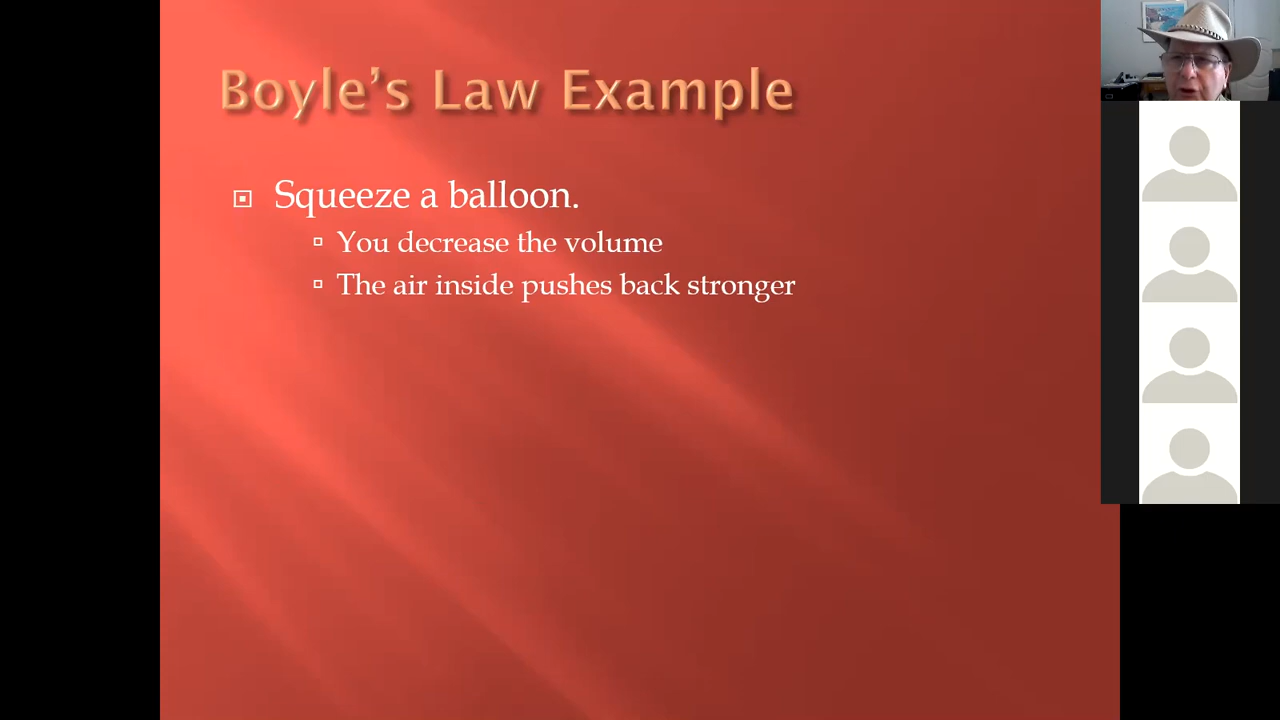 Boyle’s Law Example
Squeeze a balloon.
You decrease the volume
The air inside pushes back stronger